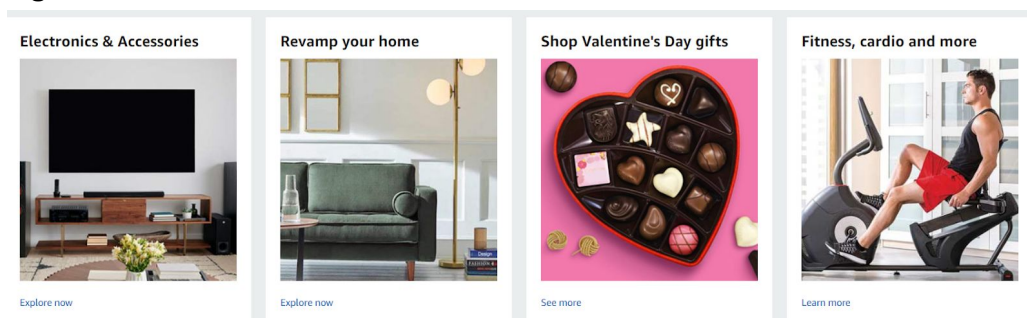 Electronics & Accessories
Revamp your home
Shop Valentine's Day gifts
Fitness, cardio and more
Design
Explore now
Explore now
See more
Learn more